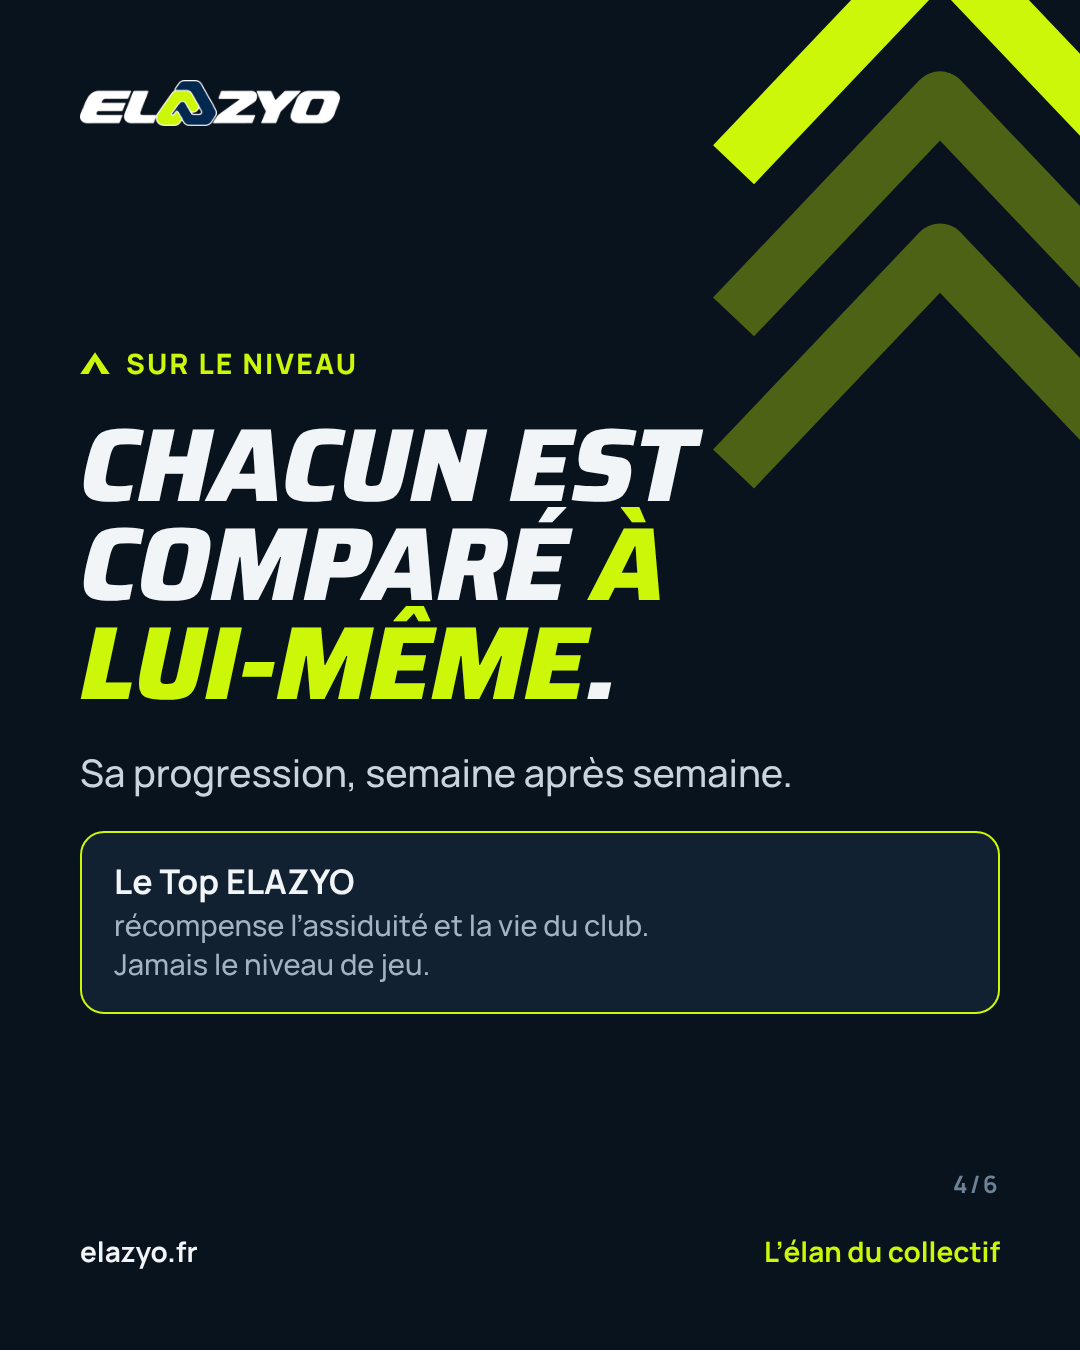 ELAZYO
SUR LE NIVEAU
CHACUN EST
COMPARÉ À
LUI-MÊME.
Sa progression, semaine après semaine.
Le Top ELAZYO
récompense l’assiduité et la vie du club.
Jamais le niveau de jeu.
4/6
elazyo.fr
L’élan du collectif